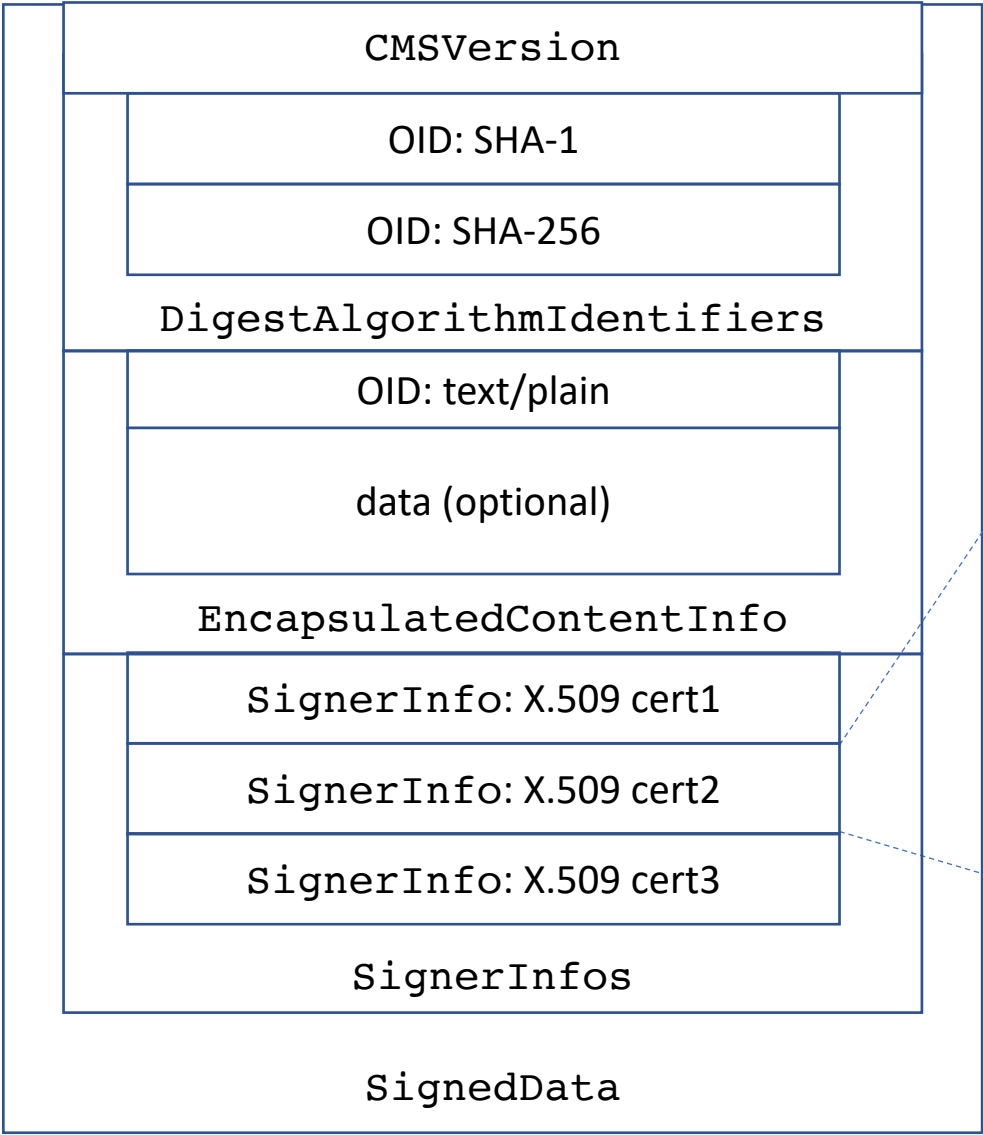 CMSVersion
OID: SHA-1
OID: SHA-256
DigestAlgorithmIdentifiers
OID: text/plain
data (optional)
EncapsulatedContentInfo
SignerInfo: X.509 cert1
SignerInfo: X.509 cert2
SignerInfo: X.509 cert3
SignerInfos
SignedData